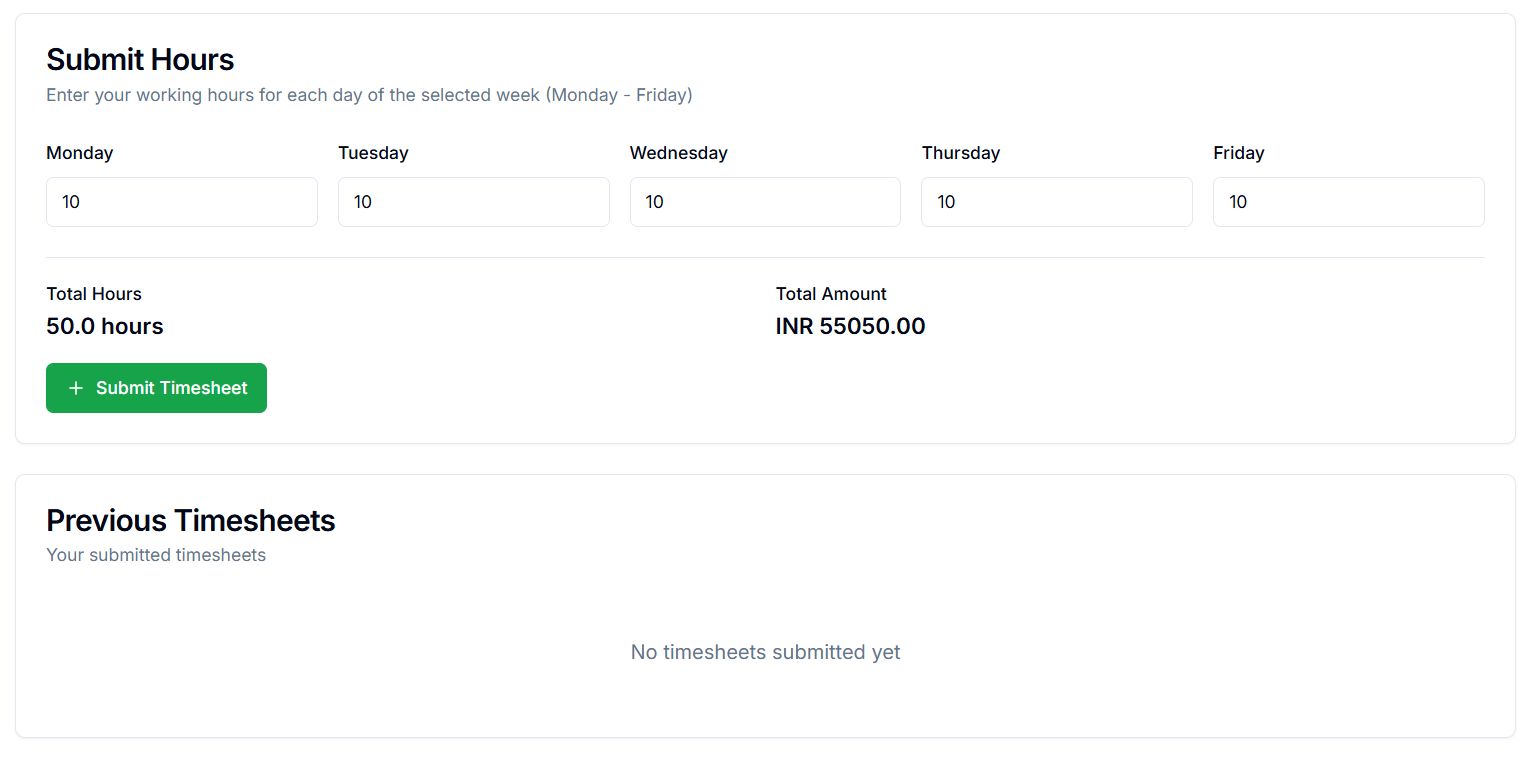 Submit Hours
Enter your working hours for each day of the selected week (Monday - Friday)
Monday Tuesday Wednesday Thursday Friday
10 10 10 10 10
Total Hours Total Amount
50.0 hours INR 55050.00
+ Submit Timesheet
Previous Timesheets
Your submitted timesheets
No timesheets submitted yet